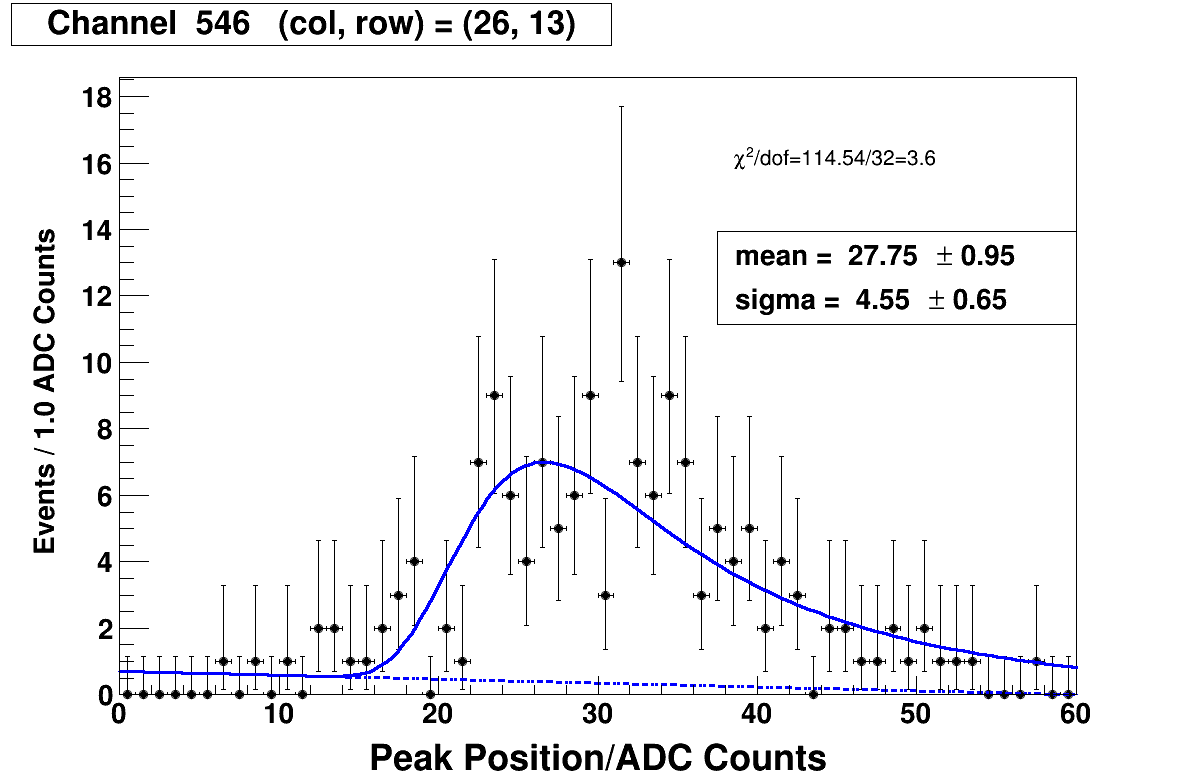 Channel 546 (col, row) = (26, 13)
18
16
14
12
10
8
6
4
2
0
Events / 1.0 ADC Counts
χ²/dof=114.54/32=3.6
mean = 27.75 ± 0.95
sigma = 4.55 ± 0.65
0 10 20 30 40 50 60
Peak Position/ADC Counts